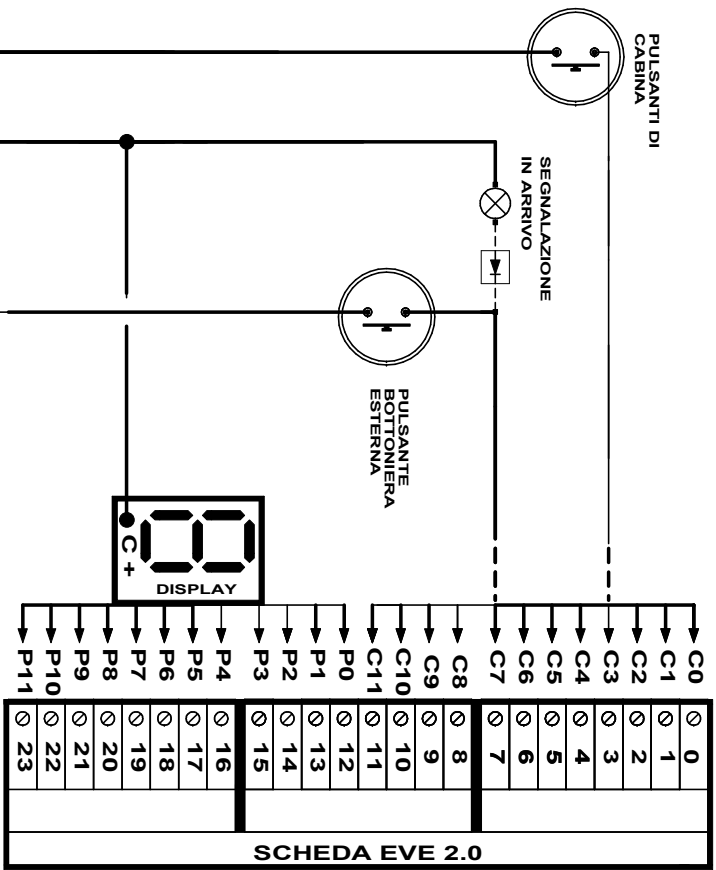 PULSANTI DI
CABINA
SEGNALAZIONE
IN ARRIVO
PULSANTE
BOTTONIERA
ESTERNA
C +
DISPLAY
P11 P10 P9 P8 P7 P6 P5 P4 P3 P2 P1 P0 C11 C10 C9 C8 C7 C6 C5 C4 C3 C2 C1 C0
23 22 21 20 19 18 17 16 15 14 13 12 11 10 9 8 7 6 5 4 3 2 1 0
SCHEDA EVE 2.0